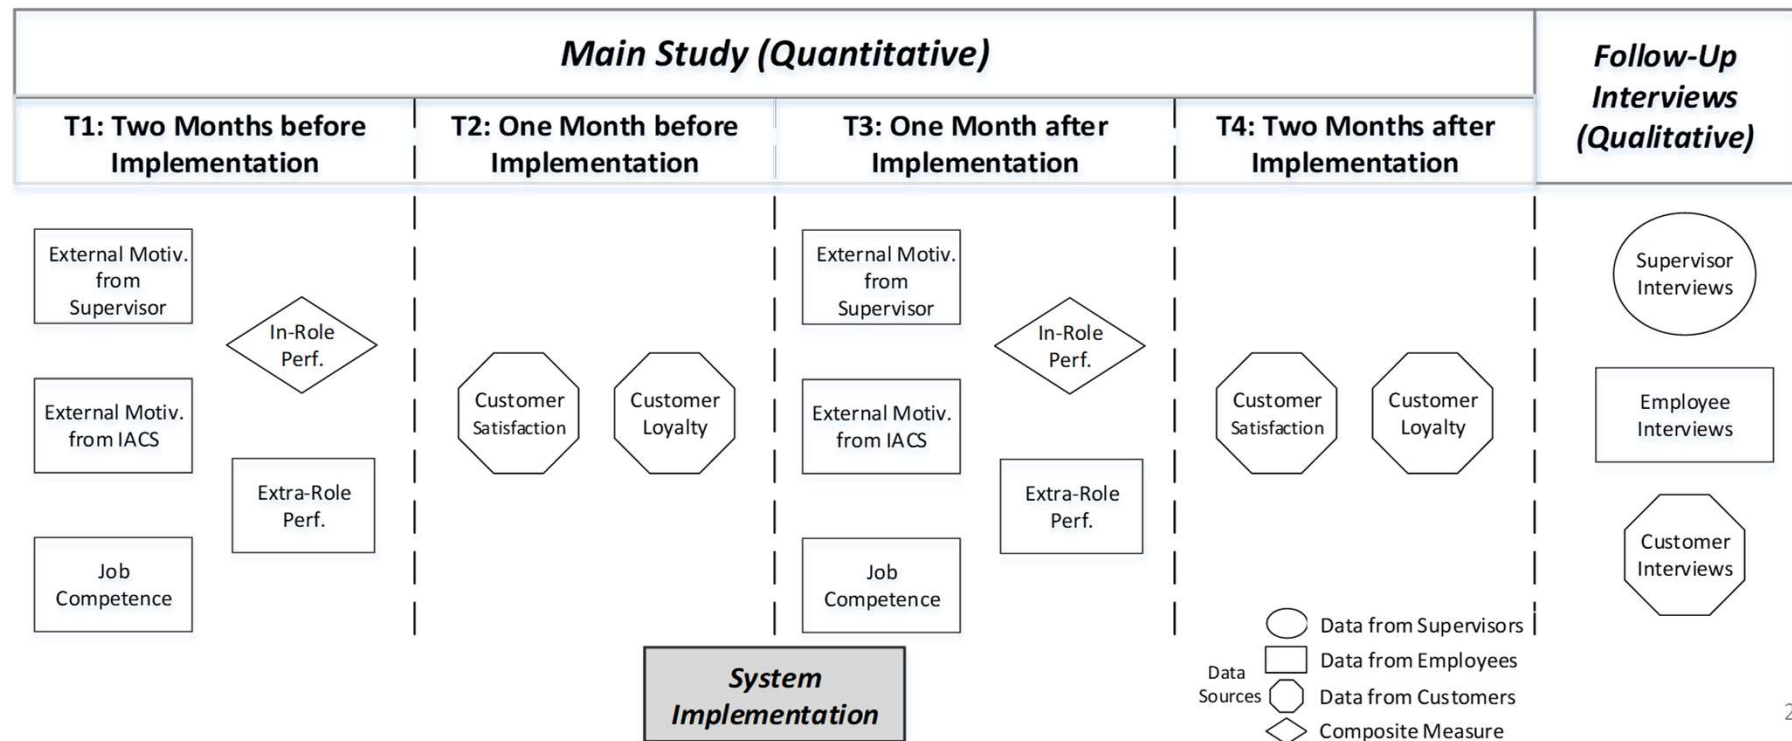 Main Study (Quantitative)
Follow-Up
Interviews
(Qualitative)
T1: Two Months before
Implementation
T2: One Month before
Implementation
T3: One Month after
Implementation
T4: Two Months after
Implementation
External Motiv.
from
Supervisor
In-Role
Perf.
External Motiv.
from IACS
Extra-Role
Perf.
Job
Competence
Customer
Satisfaction
Customer
Loyalty
External Motiv.
from
Supervisor
In-Role
Perf.
External Motiv.
from IACS
Extra-Role
Perf.
Job
Competence
Customer
Satisfaction
Customer
Loyalty
Supervisor
Interviews
Employee
Interviews
Customer
Interviews
System
Implementation
Data
Sources
Data from Supervisors
Data from Employees
Data from Customers
Composite Measure
2